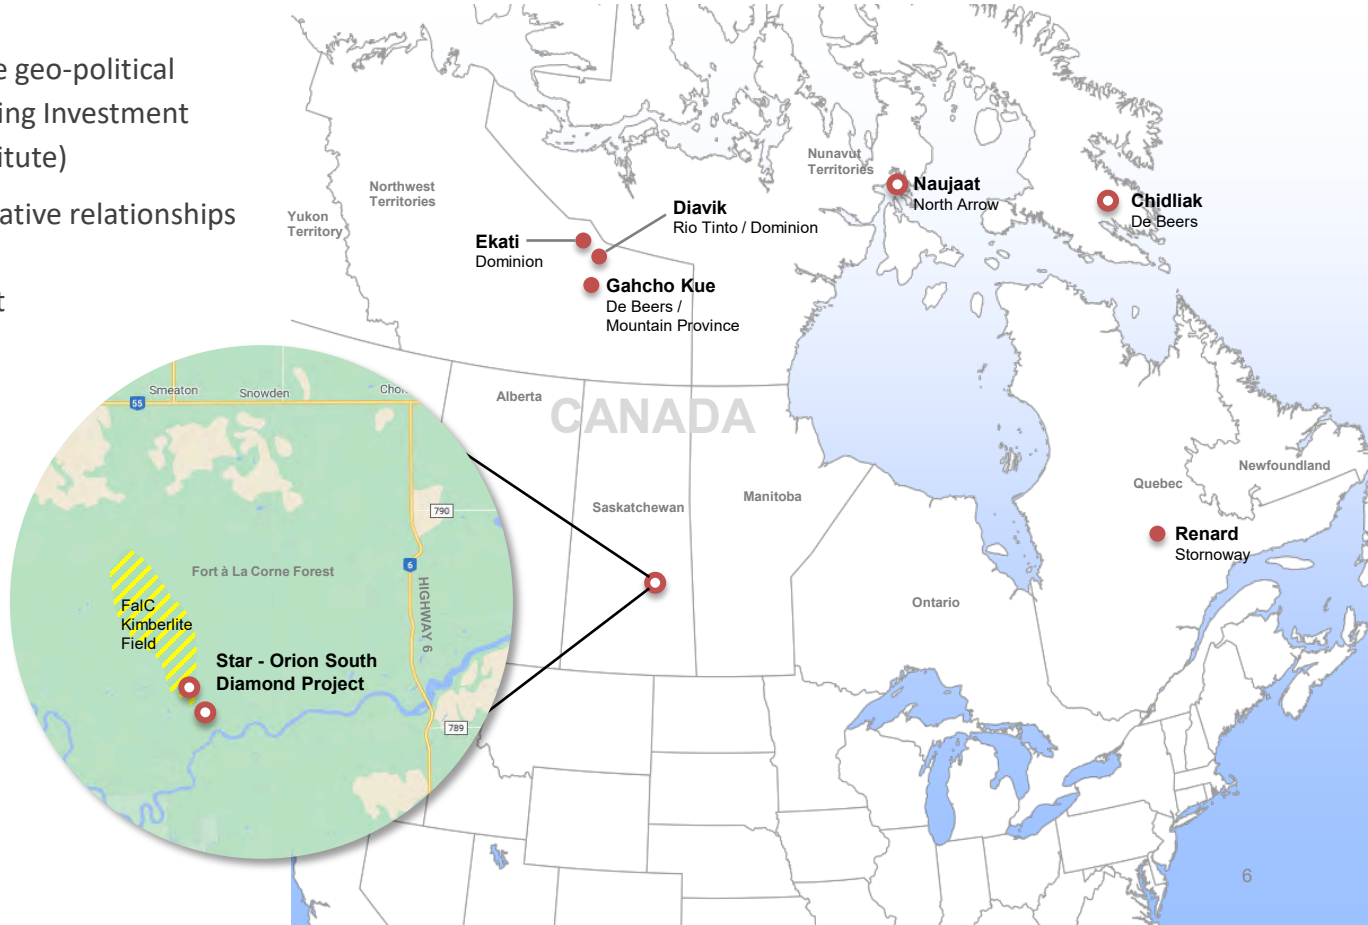 e geo-political
ing Investment
itute)
ative relationships
t
Northwest
Territories
Yukon
Territory
Nunavut
Territories
Naujaat
North Arrow
Chidliak
De Beers
Diavik
Rio Tinto / Dominion
Ekati
Dominion
Gahcho Kue
De Beers /
Mountain Province
Alberta
CANADA
Saskatchewan
Manitoba
Ontario
Quebec
Newfoundland
Renard
Stornoway
Smeaton
Snowden
55
790
6
HIGHWAY 6
Fort à La Corne Forest
FalC
Kimberlite
Field
Star - Orion South
Diamond Project
789
6